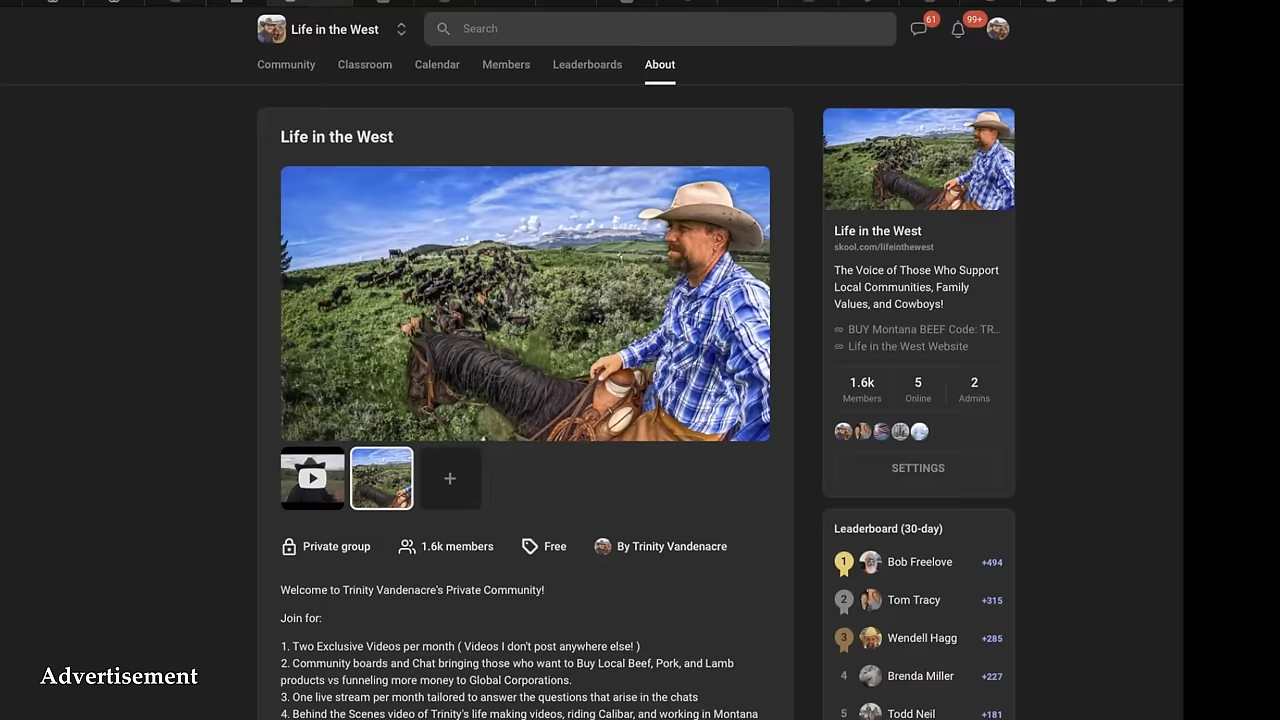 Life in the West
Search
61
99+
Community
Classroom
Calendar
Members
Leaderboards
About
Life in the West
Private group
1.6k members
Free
By Trinity Vandenacre
Welcome to Trinity Vandenacre's Private Community!
Join for:
1. Two Exclusive Videos per month ( Videos I don't post anywhere else! )
2. Community boards and Chat bringing those who want to Buy Local Beef, Pork, and Lamb
products vs funneling more money to Global Corporations.
3. One live stream per month tailored to answer the questions that arise in the chats
4. Behind the Scenes video of Trinity's life making videos, riding Calibar, and working in Montana
Life in the West
skool.com/lifeinthewest
The Voice of Those Who Support
Local Communities, Family
Values, and Cowboys!
BUY Montana BEEF Code: TR...
Life in the West Website
1.6k
Members
5
Online
2
Admins
SETTINGS
Leaderboard (30-day)
1 Bob Freelove +494
2 Tom Tracy +315
3 Wendell Hagg +285
4 Brenda Miller +227
5 Todd Neil +181
Advertisement